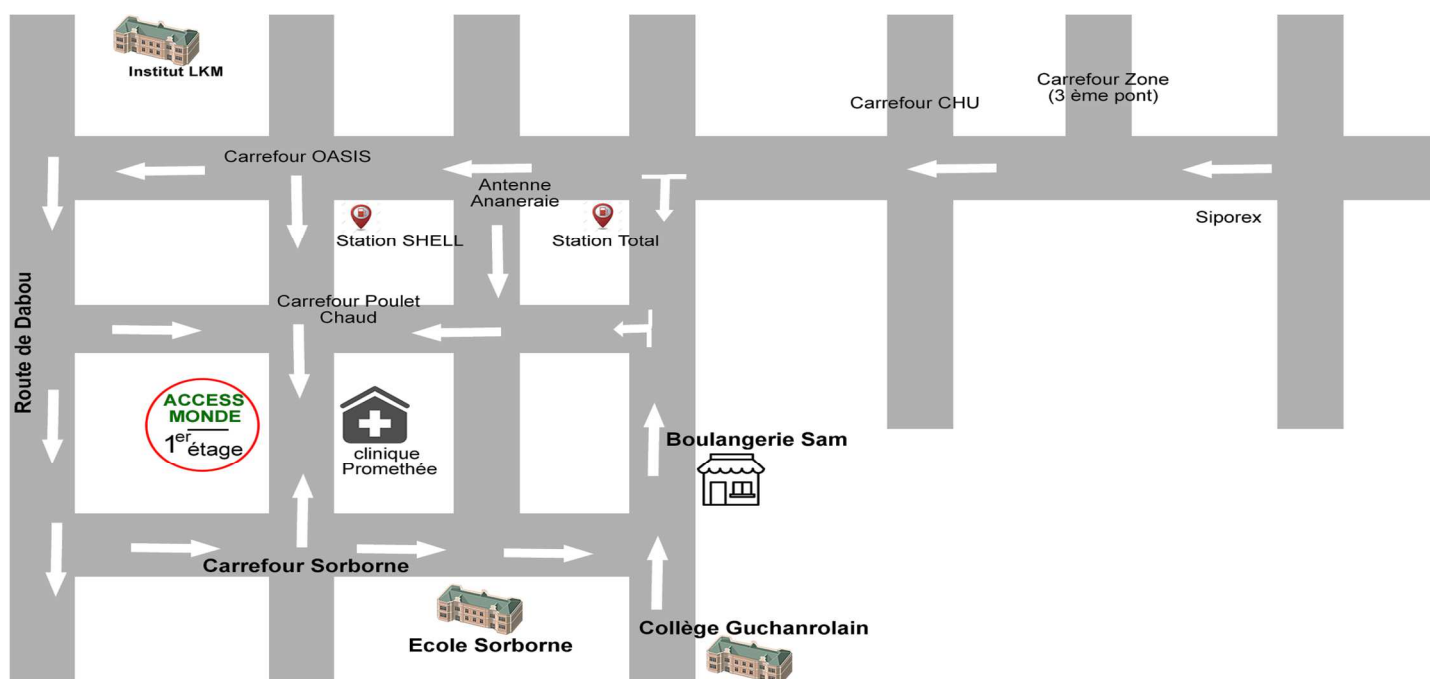 Institut LKM
Carrefour Zone
(3 ème pont)
Carrefour CHU
Carrefour OASIS
Antenne
Ananeraie
Siporex
Station SHELL
Station Total
Route de Dabou
Carrefour Poulet
Chaud
ACCESS
MONDE
1er étage
clinique
Promethée
Boulangerie Sam
Carrefour Sorborne
Ecole Sorborne
Collège Guchanrolain